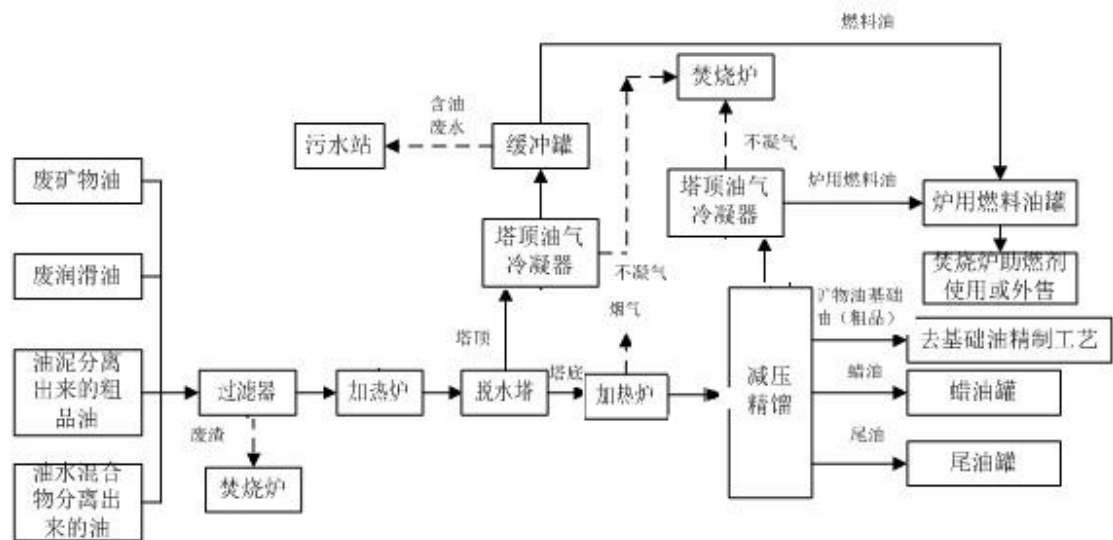 燃料油
焚烧炉
含油
废水
污水站
缓冲罐
不凝气
废矿物油
塔顶油气
冷凝器
炉用燃料油
炉用燃料油罐
塔顶油气
冷凝器
不凝气
废润滑油
焚烧炉助燃剂
使用或外售
烟气
矿物油基础
油（粗品）
塔顶
去基础油精制工艺
油泥分离
出来的粗
品油
过滤器
加热炉
脱水塔
塔底
加热炉
减压
精馏
蜡油
蜡油罐
废渣
尾油
尾油罐
焚烧炉
油水混合
物分离出
来的油